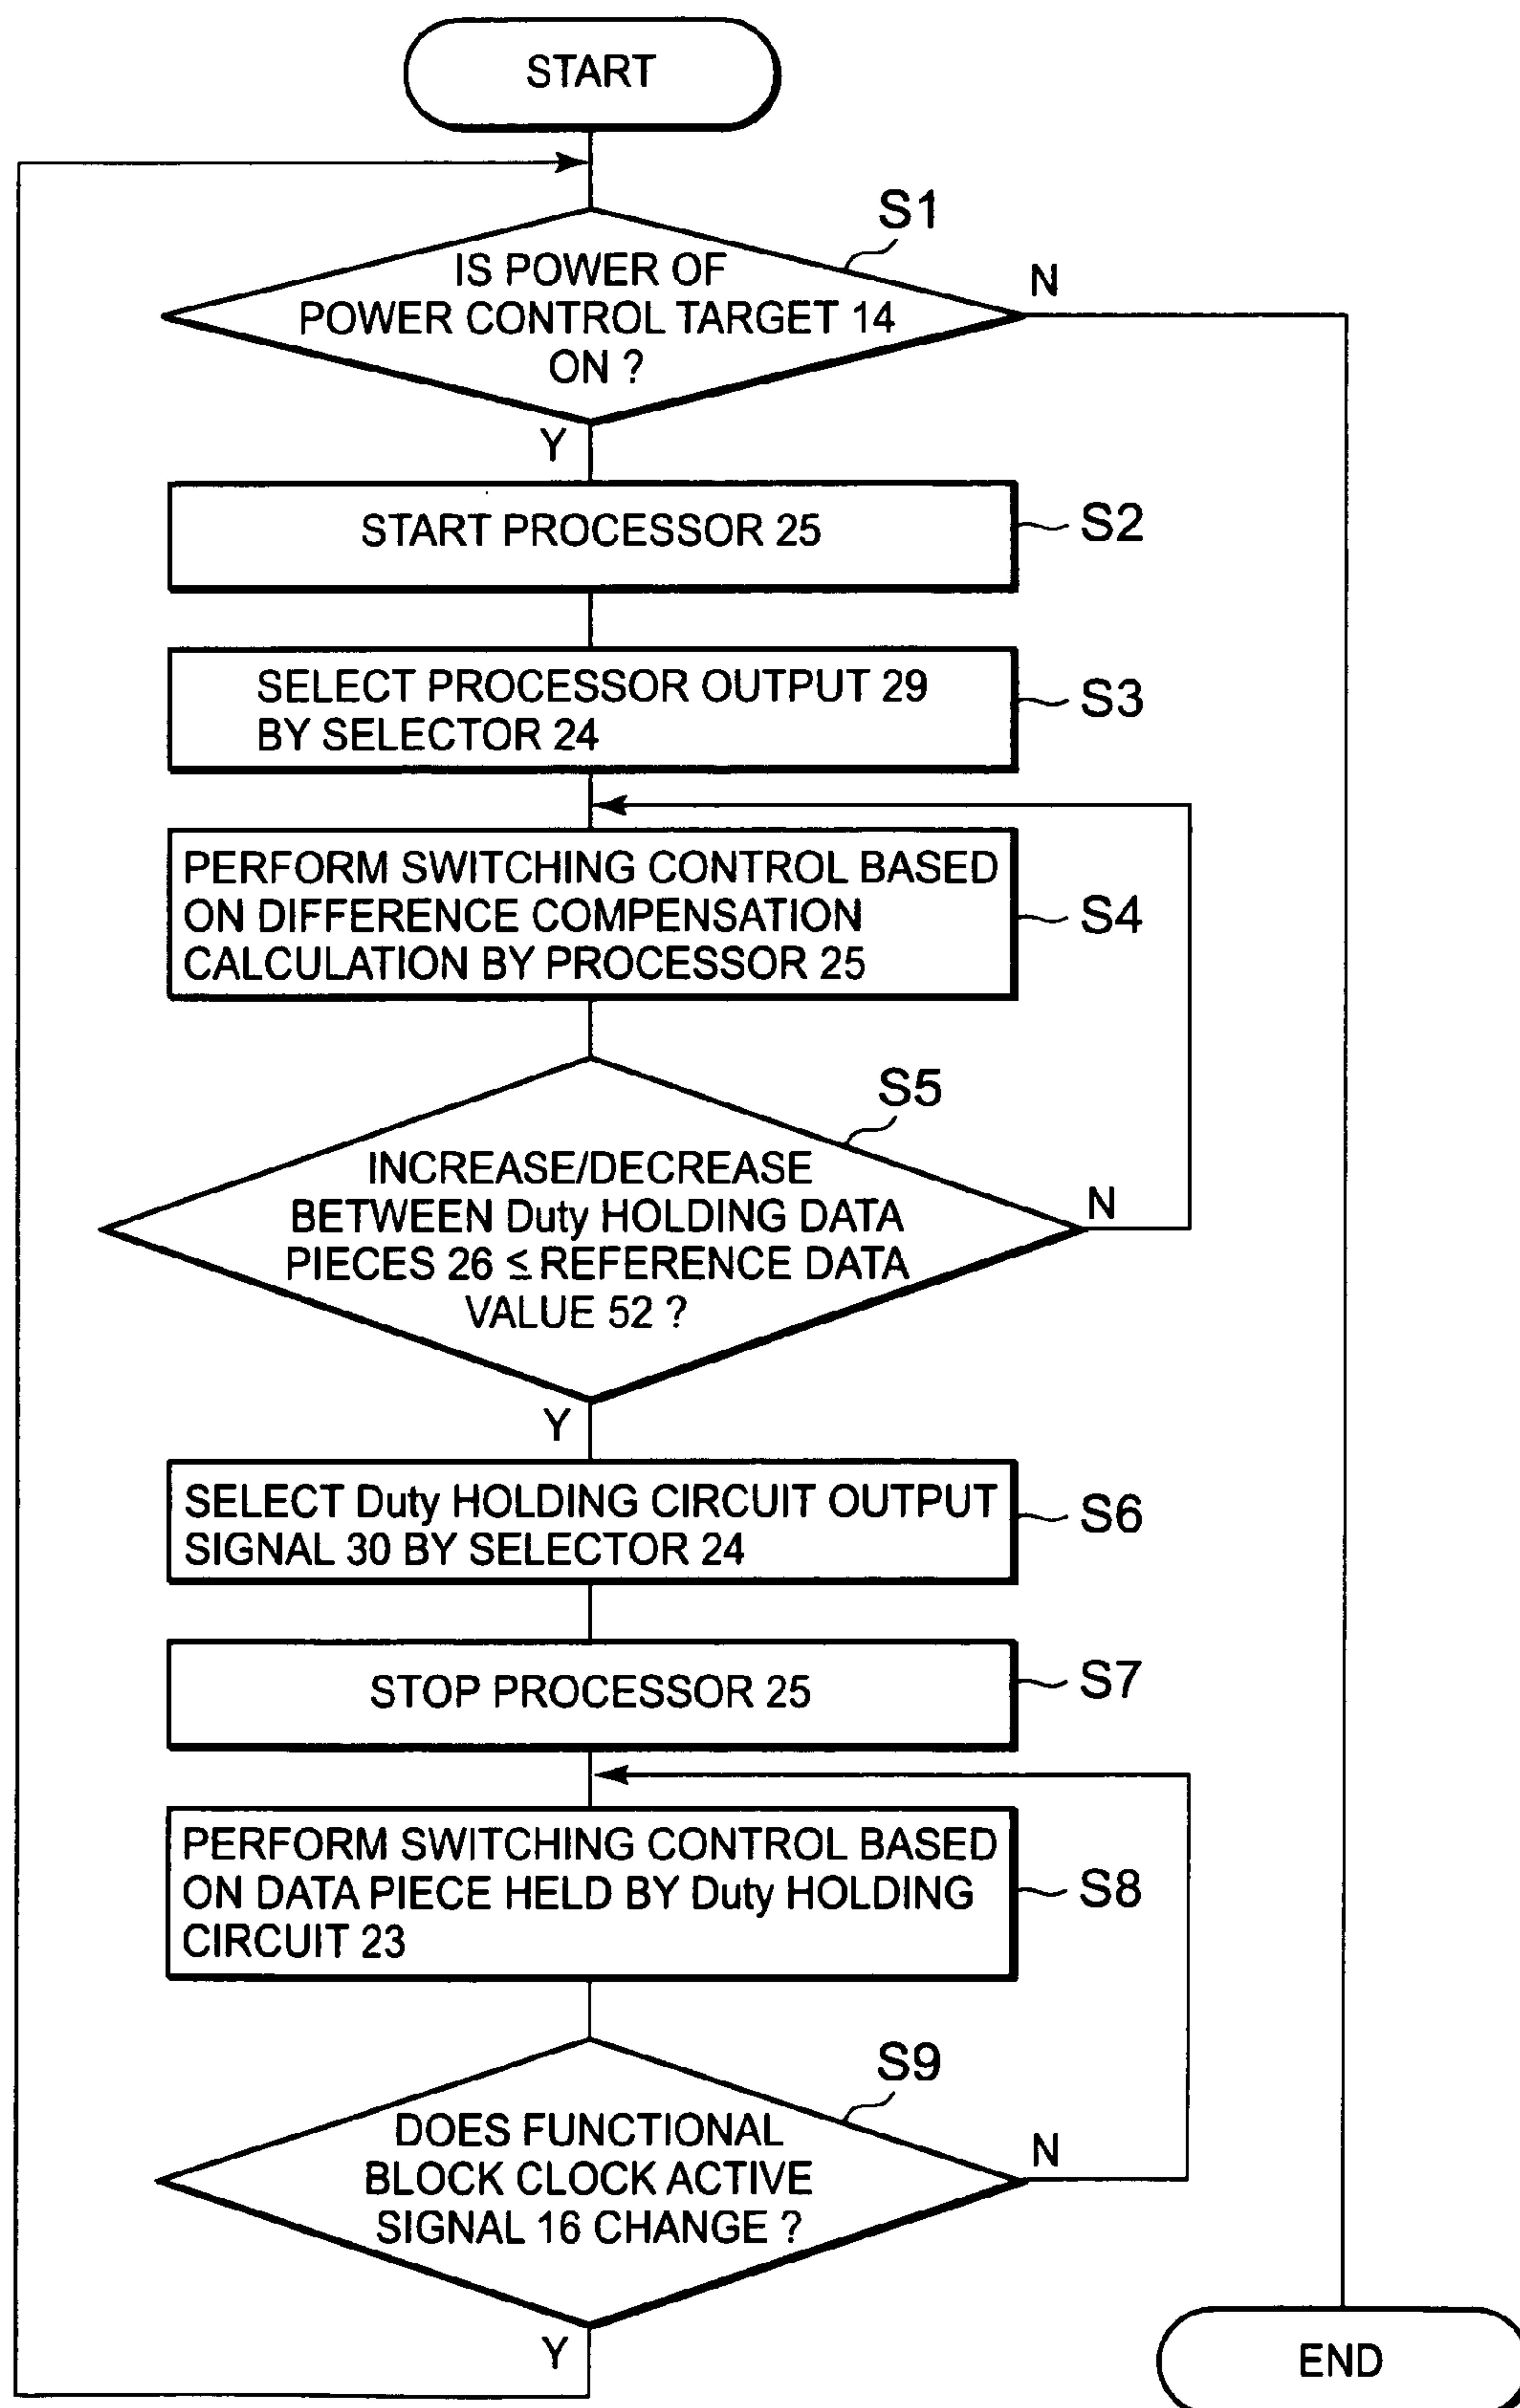 START
S1
IS POWER OF
POWER CONTROL TARGET 14
ON ?
N
Y
START PROCESSOR 25
S2
SELECT PROCESSOR OUTPUT 29
BY SELECTOR 24
S3
PERFORM SWITCHING CONTROL BASED
ON DIFFERENCE COMPENSATION
CALCULATION BY PROCESSOR 25
S4
S5
INCREASE/DECREASE
BETWEEN Duty HOLDING DATA
PIECES 26 ≤ REFERENCE DATA
VALUE 52 ?
N
Y
SELECT Duty HOLDING CIRCUIT OUTPUT
SIGNAL 30 BY SELECTOR 24
S6
STOP PROCESSOR 25
S7
PERFORM SWITCHING CONTROL BASED
ON DATA PIECE HELD BY Duty HOLDING
CIRCUIT 23
S8
S9
DOES FUNCTIONAL
BLOCK CLOCK ACTIVE
SIGNAL 16 CHANGE ?
N
Y
END